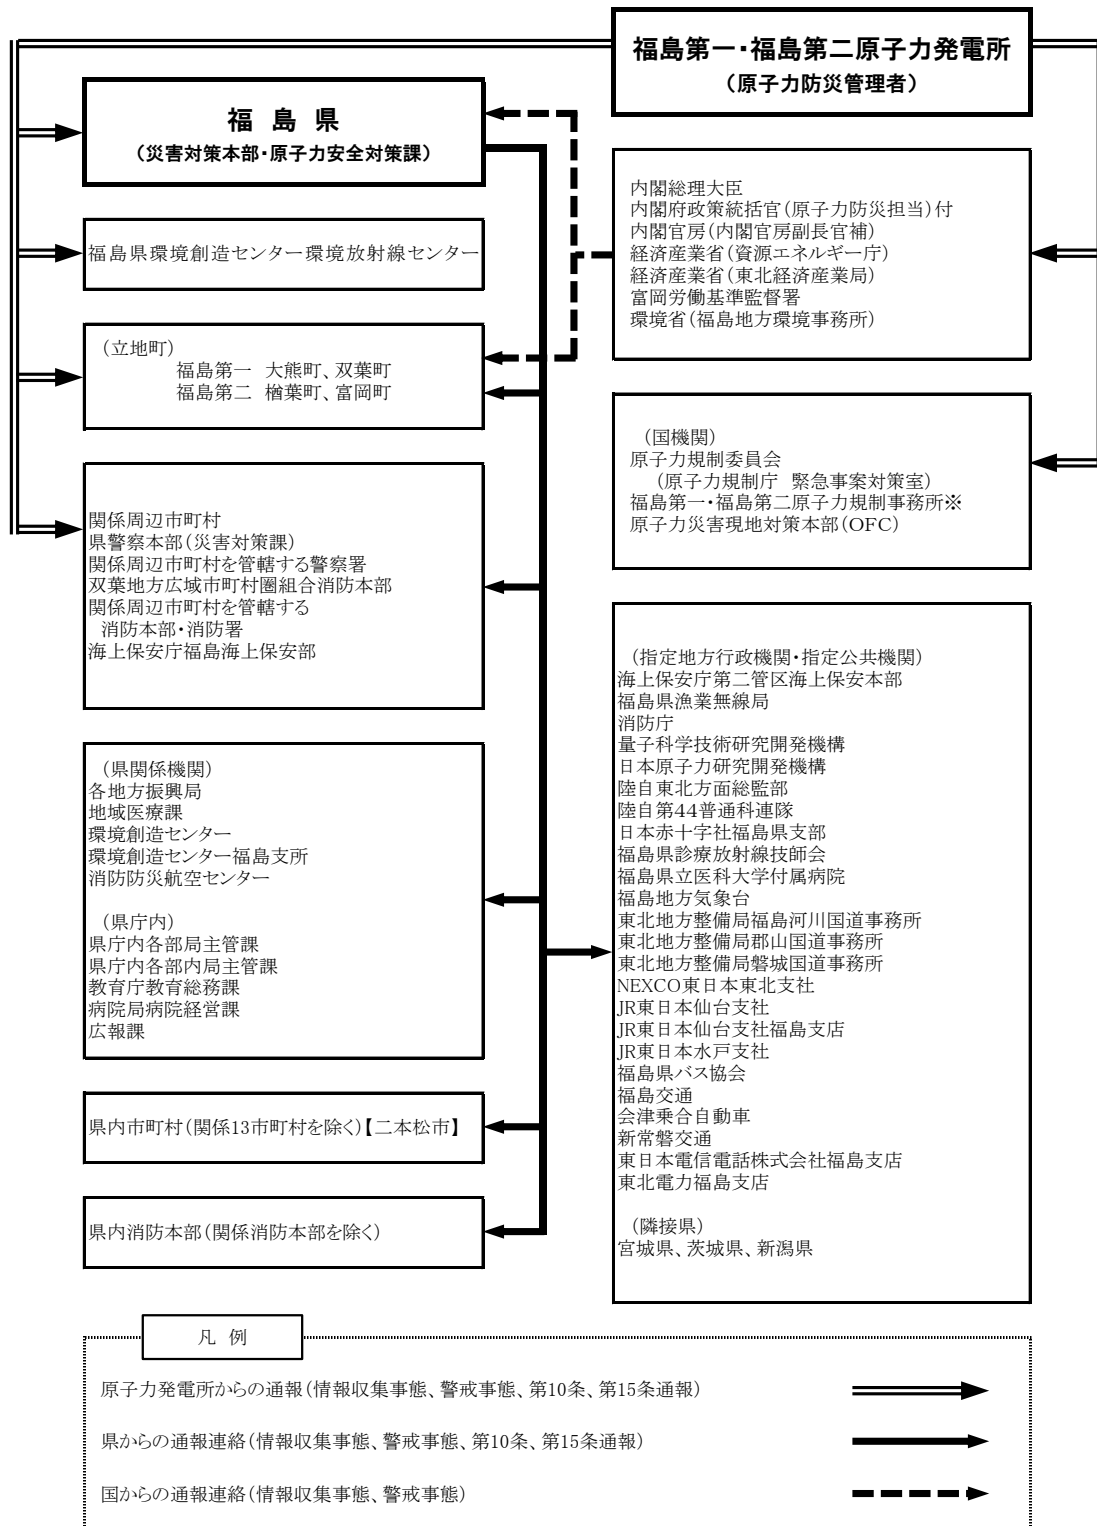 福島第一・福島第二原子力発電所
（原子力防災管理者）
福 島 県
（災害対策本部・原子力安全対策課）
福島県環境創造センター環境放射線センター
（立地町）
福島第一 大熊町、双葉町
福島第二 楢葉町、富岡町
関係周辺市町村
県警察本部（災害対策課）
関係周辺市町村を管轄する警察署
双葉地方広域市町村圏組合消防本部
関係周辺市町村を管轄する
消防本部・消防署
海上保安庁福島海上保安部
（県関係機関）
各地方振興局
地域医療課
環境創造センター
環境創造センター福島支所
消防防災航空センター
（県庁内）
県庁内各部局主管課
県庁内各部内局主管課
教育庁教育総務課
病院局病院経営課
広報課
県内市町村（関係13市町村を除く）【二本松市】
県内消防本部（関係消防本部を除く）
内閣総理大臣
内閣府政策統括官（原子力防災担当）付
内閣官房（内閣官房副長官補）
経済産業省（資源エネルギー庁）
経済産業省（東北経済産業局）
富岡労働基準監督署
環境省（福島地方環境事務所）
（国機関）
原子力規制委員会
（原子力規制庁 緊急事案対策室）
福島第一・福島第二原子力規制事務所※
原子力災害現地対策本部（OFC）
（指定地方行政機関・指定公共機関）
海上保安庁第二管区海上保安本部
福島県漁業無線局
消防庁
量子科学技術研究開発機構
日本原子力研究開発機構
陸自東北方面総監部
陸自第44普通科連隊
日本赤十字社福島県支部
福島県診療放射線技師会
福島県立医科大学付属病院
福島地方気象台
東北地方整備局福島河川国道事務所
東北地方整備局郡山国道事務所
東北地方整備局磐城国道事務所
NEXCO東日本東北支社
JR東日本仙台支社
JR東日本仙台支社福島支店
JR東日本水戸支社
福島県バス協会
福島交通
会津乗合自動車
新常磐交通
東日本電信電話株式会社福島支店
東北電力福島支店
（隣接県）
宮城県、茨城県、新潟県
凡 例
原子力発電所からの通報（情報収集事態、警戒事態、第10条、第15条通報）
県からの通報連絡（情報収集事態、警戒事態、第10条、第15条通報）
国からの通報連絡（情報収集事態、警戒事態）